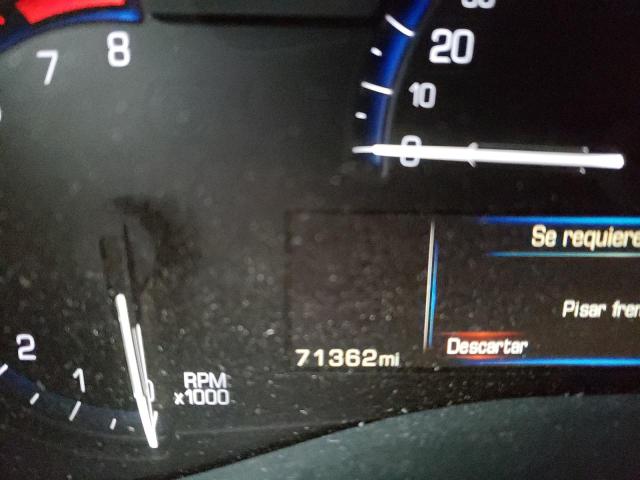 8
7
20
10
0
Se requiere
Pisar fren
Descartar
71362mi
2
1
0
RPM
x1000